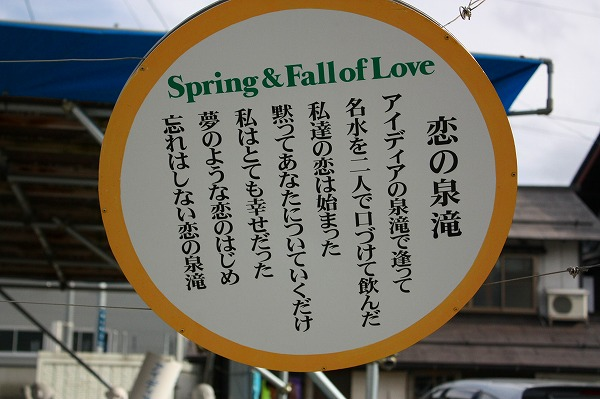 Spring & Fall of Love
恋の泉滝
アイディアの泉滝で逢って
名水を二人で口づけて飲んだ
私達の恋は始まった
黙ってあなたについていくだけ
私はとても幸せだった
夢のような恋のはじめ
忘れはしない恋の泉滝